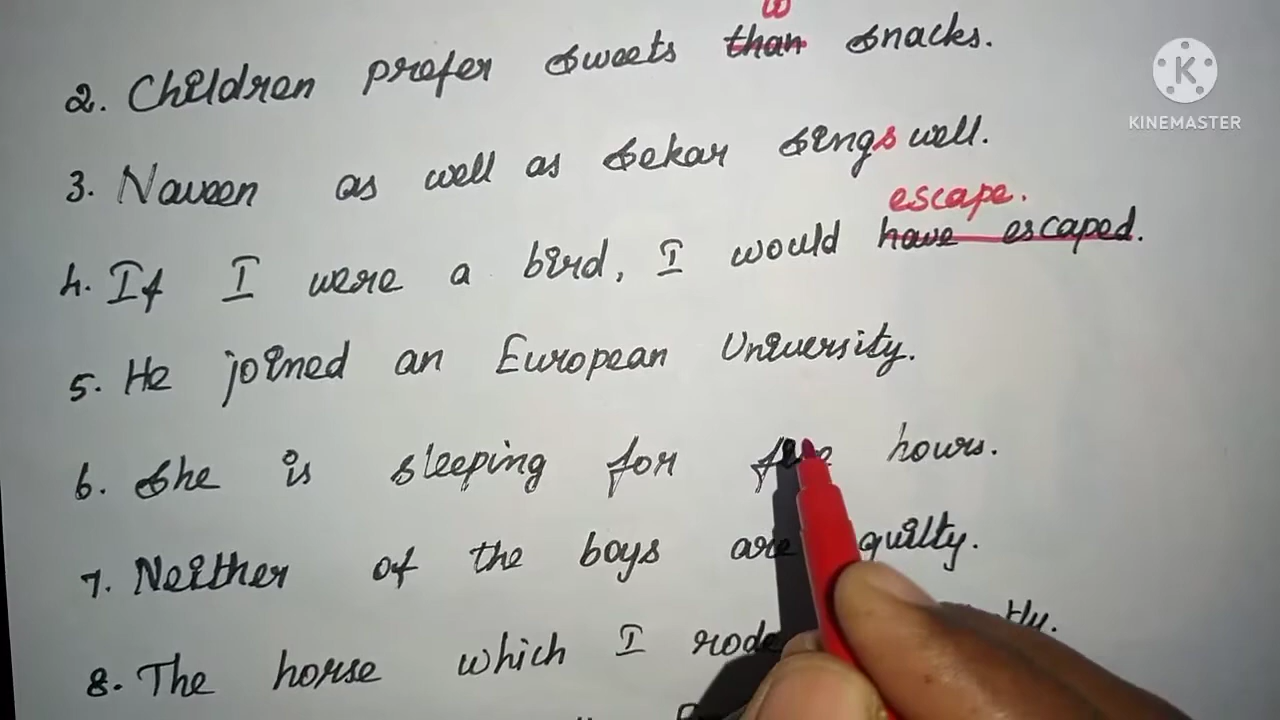 to
2. Children prefer sweets than snacks.
3. Naveen as well as Sekar sings well.
escape.
4. If I were a bird, I would have escaped.
5. He joined an European University.
6. She is sleeping for hours.
7. Neither of the boys are guilty.
8. The horse which I rode
KINEMASTER